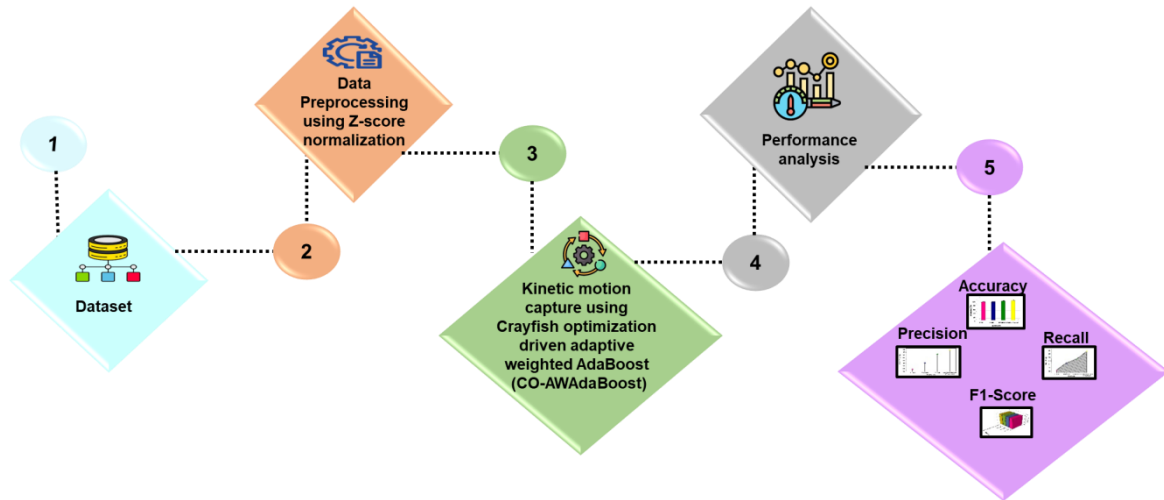 1
Dataset
2
Data
Preprocessing
using Z-score
normalization
3
Kinetic motion
capture using
Crayfish optimization
driven adaptive
weighted AdaBoost
(CO-AWAdaBoost)
4
Performance
analysis
5
Accuracy
Precision
Recall
F1-Score